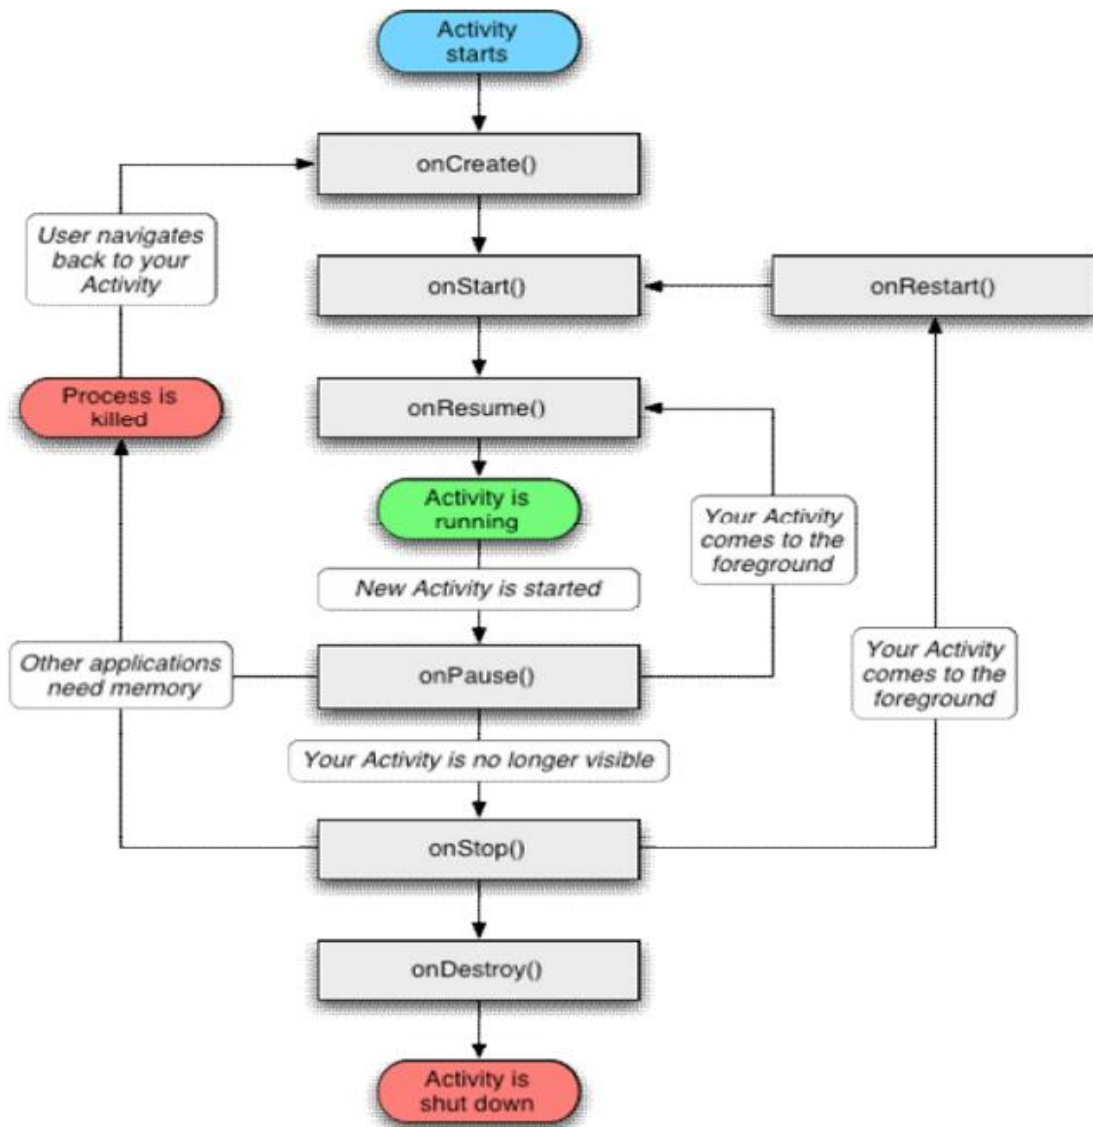 Activity
starts
onCreate()
User navigates
back to your
Activity
onStart()
onRestart()
Process is
killed
onResume()
Activity is
running
Your Activity
comes to the
foreground
New Activity is started
Other applications
need memory
onPause()
Your Activity
comes to the
foreground
Your Activity is no longer visible
onStop()
onDestroy()
Activity is
shut down